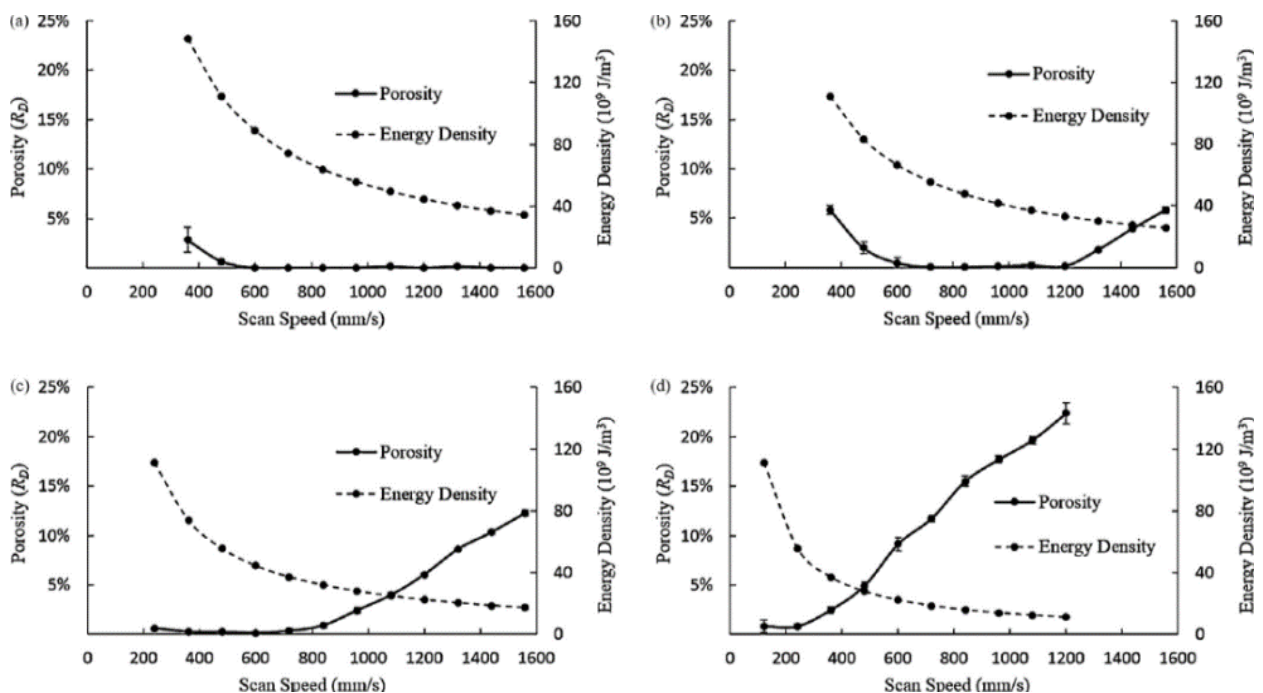 (a)
25%
20%
15%
10%
5%
Porosity (R_D)
160
120
80
40
0
Energy Density (10⁹ J/m³)
Porosity
Energy Density
0 200 400 600 800 1000 1200 1400 1600
Scan Speed (mm/s)
(b)
25%
20%
15%
10%
5%
Porosity (R_D)
160
120
80
40
0
Energy Density (10⁹ J/m³)
Porosity
Energy Density
0 200 400 600 800 1000 1200 1400 1600
Scan Speed (mm/s)
(c)
25%
20%
15%
10%
5%
Porosity (R_D)
160
120
80
40
0
Energy Density (10⁹ J/m³)
Porosity
Energy Density
0 200 400 600 800 1000 1200 1400 1600
Scan Speed (mm/s)
(d)
25%
20%
15%
10%
5%
Porosity (R_D)
160
120
80
40
0
Energy Density (10⁹ J/m³)
Porosity
Energy Density
0 200 400 600 800 1000 1200 1400 1600
Scan Speed (mm/s)